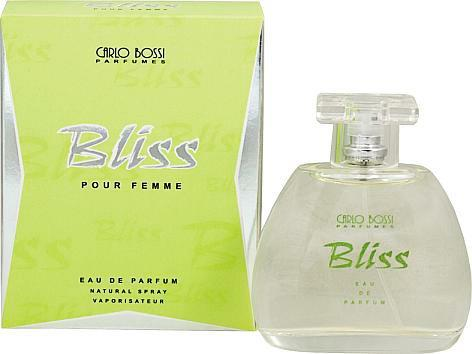 CARLO BOSSI
PARFUMES
Bliss
POUR FEMME
EAU DE PARFUM
NATURAL SPRAY
VAPORISATEUR
CARLO BOSSI
PARFUMES
Bliss
EAU
DE
PARFUM